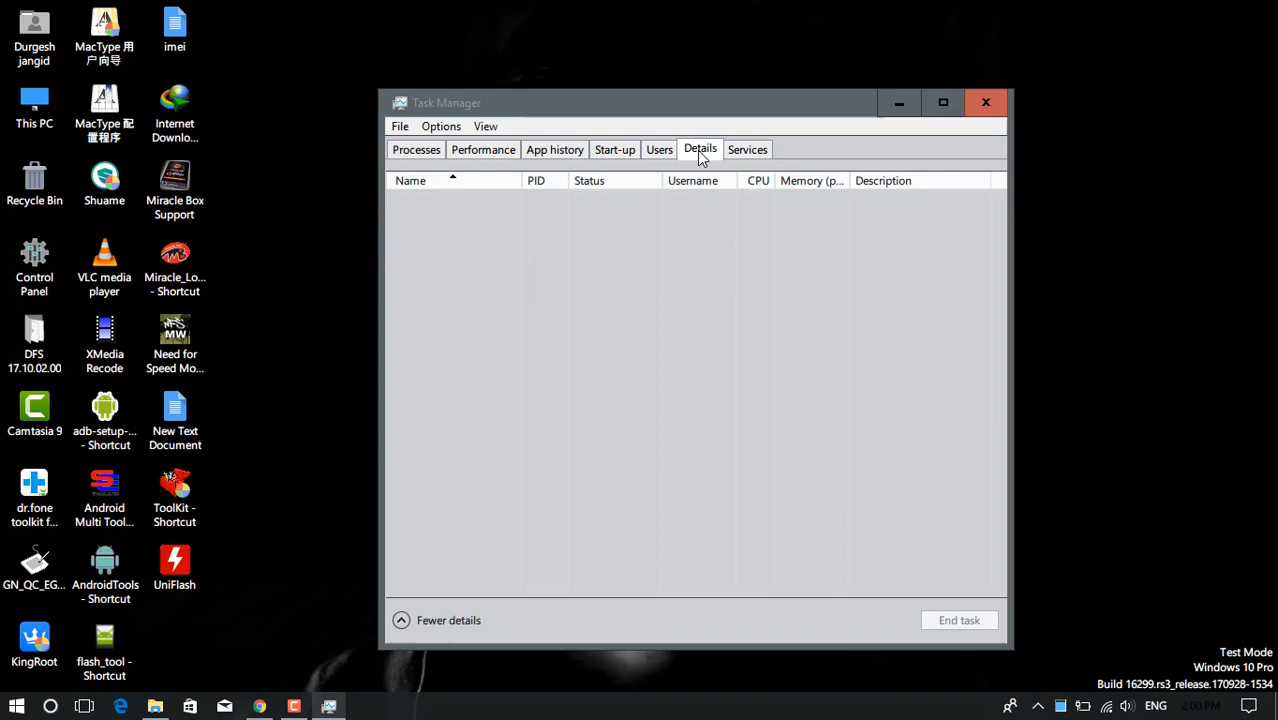 Durgesh
jangid
MacType 用
户向导
imei
This PC
MacType 配
置程序
Internet
Downlo...
Recycle Bin
Shuame
Miracle Box
Support
Control
Panel
VLC media
player
Miracle_Lo...
- Shortcut
DFS
17.10.02.00
XMedia
Recode
NFS
MW
Need for
Speed Mo...
Camtasia 9
adb-setup-...
- Shortcut
New Text
Document
dr.fone
toolkit f...
Android
Multi Tool...
ToolKit -
Shortcut
GN_QC_EG...
AndroidTools
- Shortcut
UniFlash
KingRoot
flash_tool -
Shortcut
Task Manager
File Options View
Processes Performance App history Start-up Users Details Services
Name PID Status Username CPU Memory (p... Description
Fewer details End task
Test Mode
Windows 10 Pro
Build 16299.rs3_release.170928-1534
ENG 2:00 PM